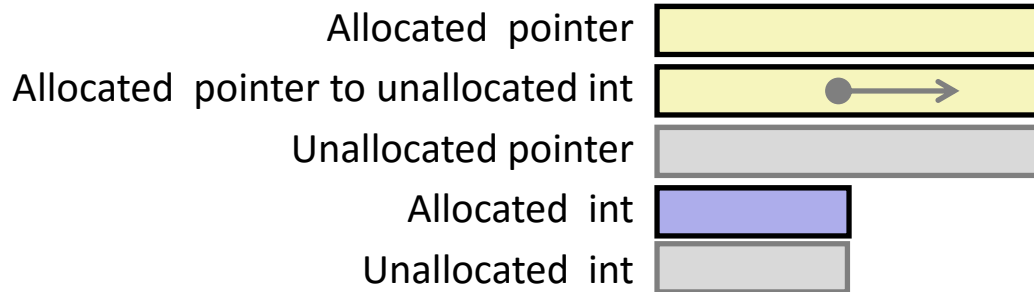 Allocated pointer
Allocated pointer to unallocated int
Unallocated pointer
Allocated int
Unallocated int